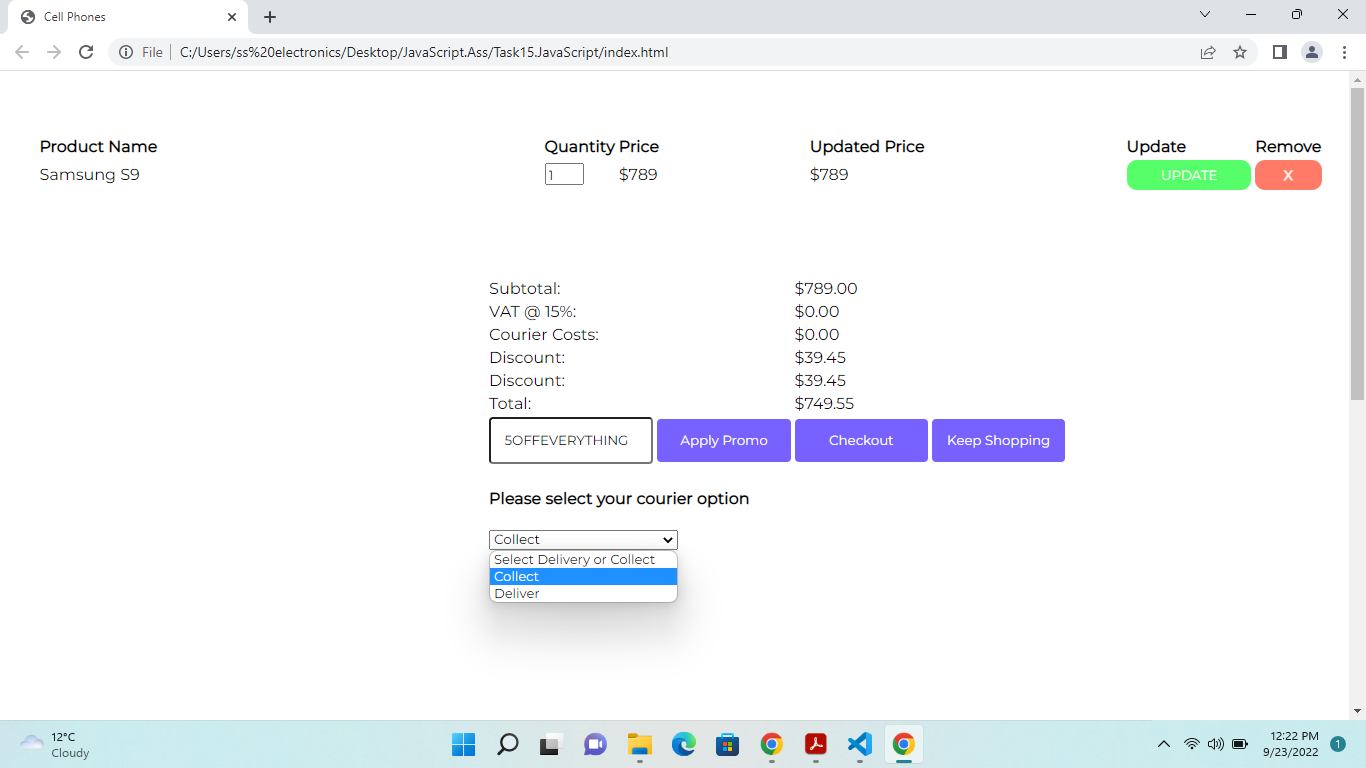 Cell Phones
File C:/Users/ss%20electronics/Desktop/JavaScript.Ass/Task15.JavaScript/index.html
Product Name Quantity Price Updated Price Update Remove
Samsung S9 1 $789 $789 UPDATE X
Subtotal: $789.00
VAT @ 15%: $0.00
Courier Costs: $0.00
Discount: $39.45
Discount: $39.45
Total: $749.55
5OFFEVERYTHING Apply Promo Checkout Keep Shopping
Please select your courier option
Collect
Select Delivery or Collect
Collect
Deliver
12°C
Cloudy
12:22 PM
9/23/2022
1